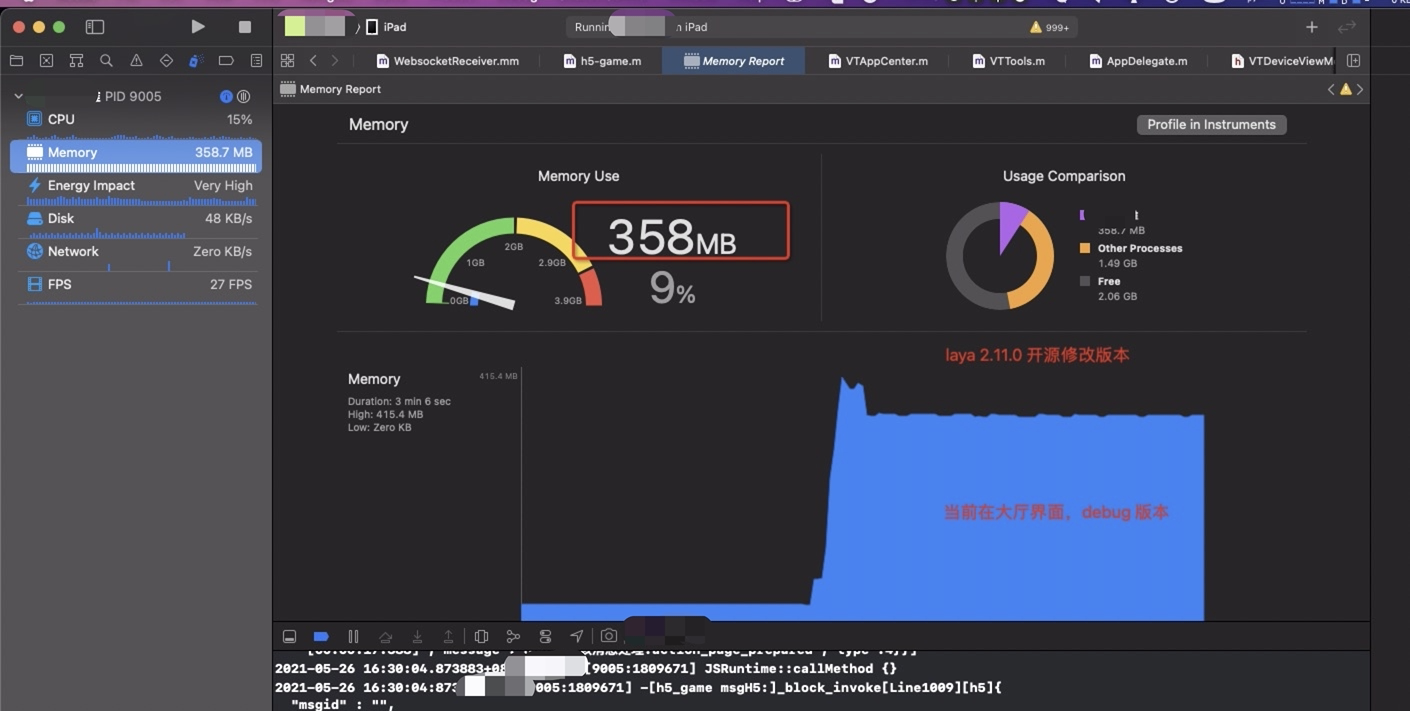 iPad
Runnin
n iPad
999+
WebsocketReceiver.mm
h5-game.m
Memory Report
VTAppCenter.m
VTTools.m
AppDelegate.m
VTDeviceViewM
PID 9005
Memory Report
CPU 15%
Memory 358.7 MB
Energy Impact Very High
Disk 48 KB/s
Network Zero KB/s
FPS 27 FPS
Memory
Profile in Instruments
Memory Use
Usage Comparison
358MB
9%
0GB
1GB
2GB
2.9GB
3.9GB
358.7 MB
Other Processes
1.49 GB
Free
2.06 GB
laya 2.11.0 开源修改版本
Memory
415.4 MB
Duration: 3 min 6 sec
High: 415.4 MB
Low: Zero KB
当前在大厅界面，debug 版本
2021-05-26 16:30:04.873883+08
[9005:1809671] JSRuntime::callMethod {}
2021-05-26 16:30:04:873
005:1809671] -[h5_game msgH5:]_block_invoke[Line1009][h5]{
"msgid" : "",